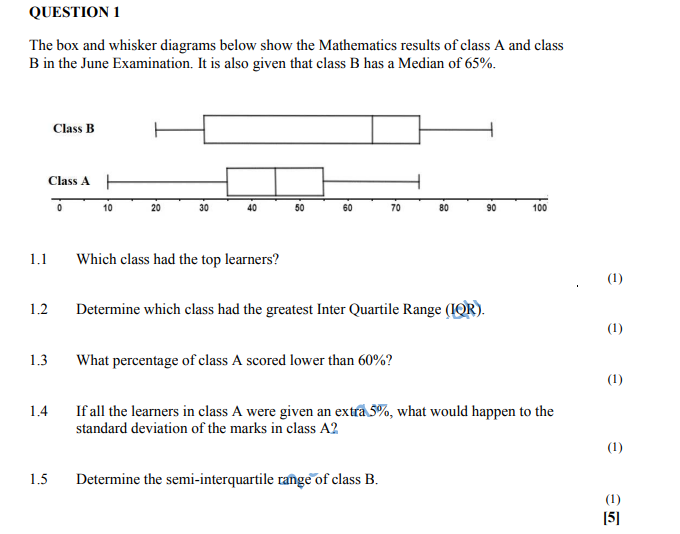 QUESTION 1
The box and whisker diagrams below show the Mathematics results of class A and class
B in the June Examination. It is also given that class B has a Median of 65%.
Class B
Class A
0 10 20 30 40 50 60 70 80 90 100
1.1 Which class had the top learners?
(1)
1.2 Determine which class had the greatest Inter Quartile Range (IQR).
(1)
1.3 What percentage of class A scored lower than 60%?
(1)
1.4 If all the learners in class A were given an extra 5%, what would happen to the
standard deviation of the marks in class A?
(1)
1.5 Determine the semi-interquartile range of class B.
(1)
[5]